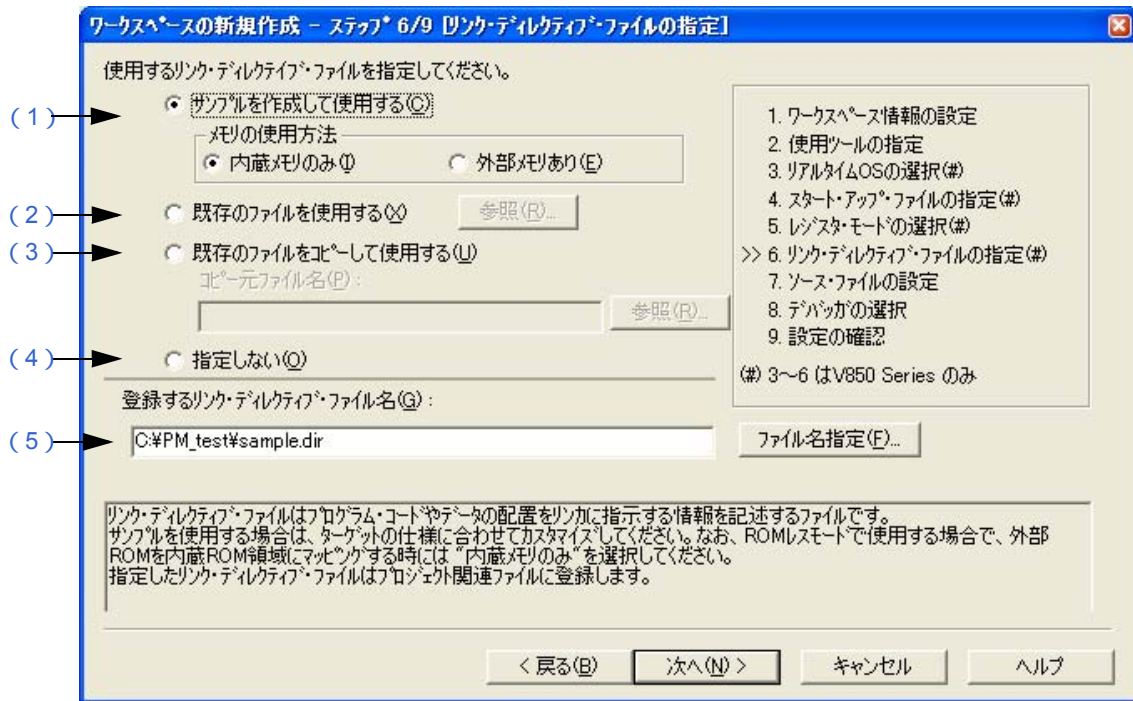 ワークスペースの新規作成 - ステップ 6/9 [リンク・ディレクティブ・ファイルの指定]
使用するリンク・ディレクティブ・ファイルを指定してください。
(1)
サンプルを作成して使用する(C)
メモリの使用方法
内蔵メモリのみ(I)
外部メモリあり(E)
(2)
既存のファイルを使用する(X)
参照(R)...
(3)
既存のファイルをコピーして使用する(U)
コピー元ファイル名(P):
参照(R)...
(4)
指定しない(O)
1. ワークスペース情報の設定
2. 使用ツールの指定
3. リアルタイムOSの選択(#)
4. スタート・アップ・ファイルの指定(#)
5. レジスタ・モードの選択(#)
>> 6. リンク・ディレクティブ・ファイルの指定(#)
7. ソース・ファイルの設定
8. デバッガの選択
9. 設定の確認
(#) 3～6 はV850 Series のみ
登録するリンク・ディレクティブ・ファイル名(G):
(5)
C:¥PM_test¥sample.dir
ファイル名指定(F)...
リンク・ディレクティブ・ファイルはプログラム・コードやデータの配置をリンカに指示する情報を記述するファイルです。
サンプルを使用する場合は、ターゲットの仕様に合わせてカスタマイズしてください。なお、ROMレスモードで使用する場合で、外部
ROMを内蔵ROM領域にマッピングする時には "内蔵メモリのみ"を選択してください。
指定したリンク・ディレクティブ・ファイルはプロジェクト関連ファイルに登録します。
< 戻る(B)
次へ(N) >
キャンセル
ヘルプ